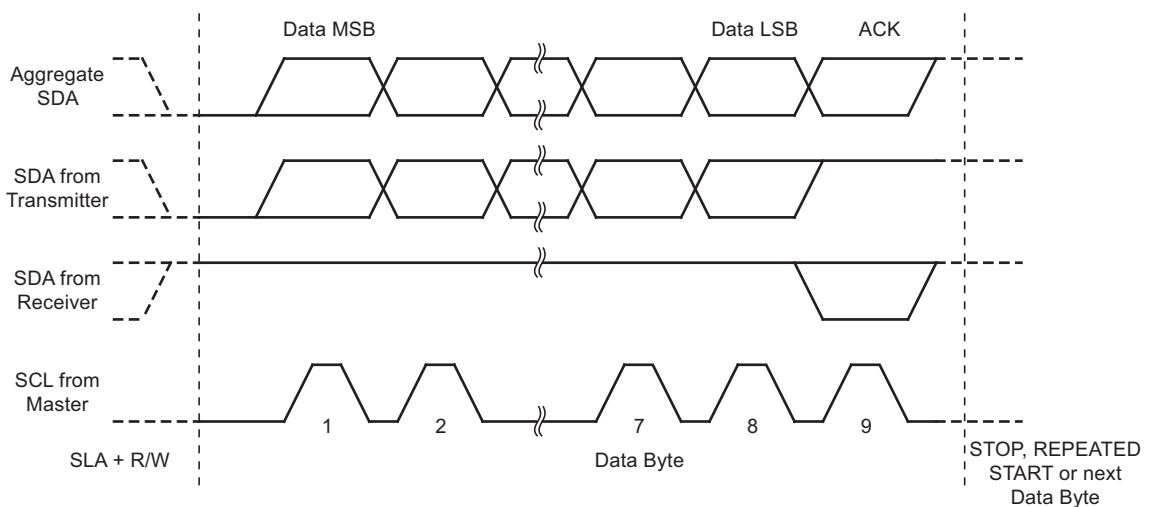 Data MSB
Data LSB
ACK
Aggregate
SDA
SDA from
Transmitter
SDA from
Receiver
SCL from
Master
1
2
7
8
9
SLA + R/W
Data Byte
STOP, REPEATED
START or next
Data Byte